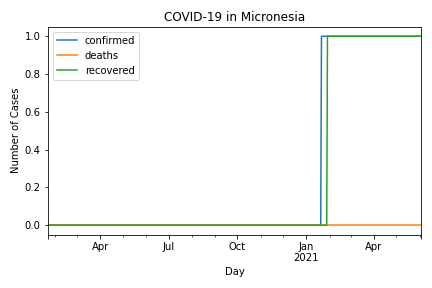 COVID-19 in Micronesia
confirmed
deaths
recovered
Number of Cases
1.0
0.8
0.6
0.4
0.2
0.0
Apr Jul Oct Jan Apr
2021
Day